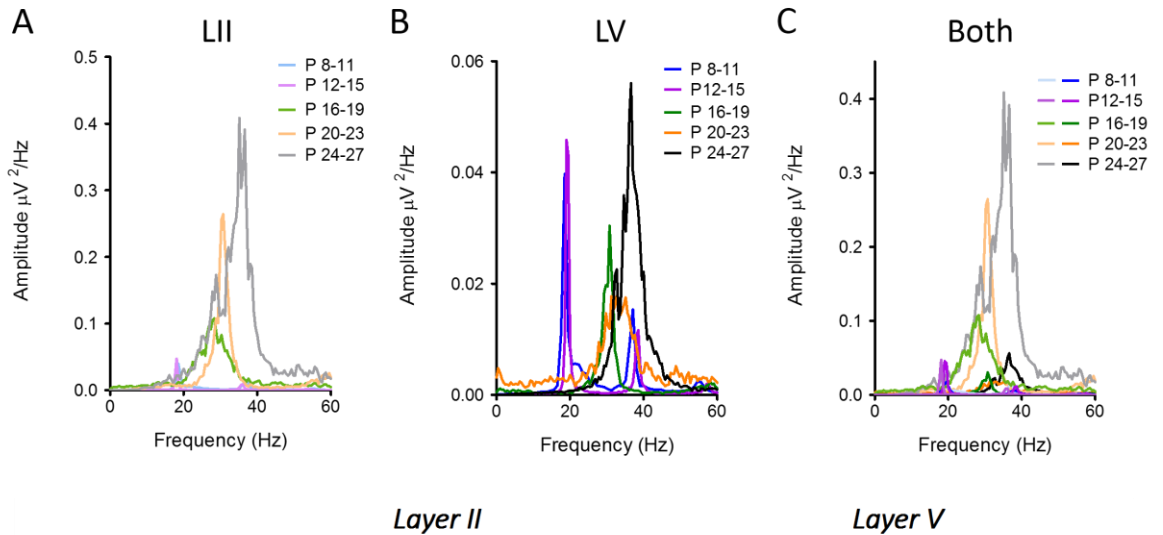 A
LII
Amplitude µV ²/Hz
0.5
0.4
0.3
0.2
0.1
0.0
0
20
40
60
Frequency (Hz)
P 8-11
P 12-15
P 16-19
P 20-23
P 24-27
B
LV
Amplitude µV ²/Hz
0.06
0.04
0.02
0.00
0
20
40
60
Frequency (Hz)
P 8-11
P12-15
P 16-19
P 20-23
P 24-27
C
Both
Amplitude µV ²/Hz
0.4
0.3
0.2
0.1
0.0
0
20
40
60
Frequency (Hz)
P 8-11
P12-15
P 16-19
P 20-23
P 24-27
Layer II
Layer V